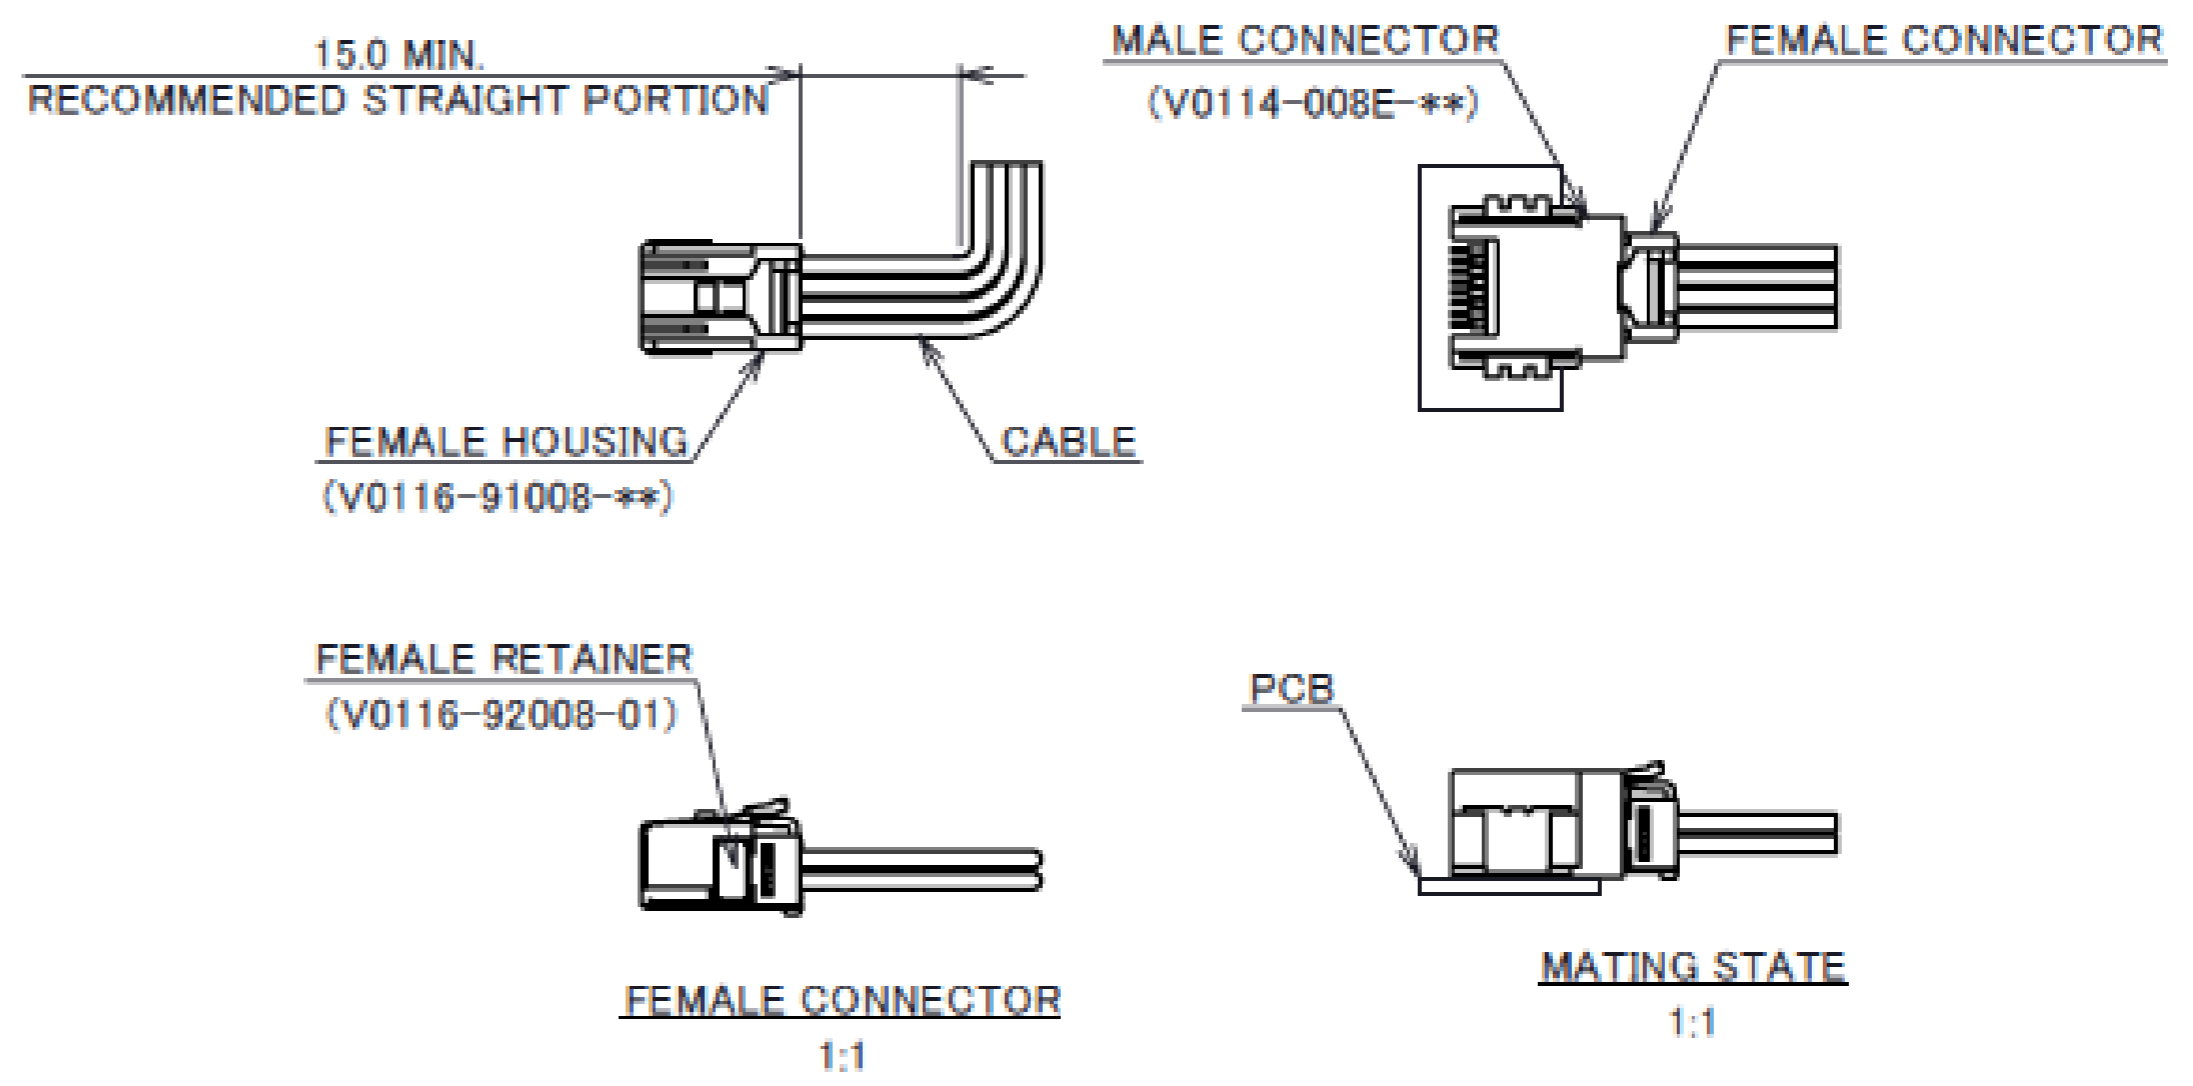 15.0 MIN.
RECOMMENDED STRAIGHT PORTION
MALE CONNECTOR
(V0114-008E-**)
FEMALE CONNECTOR
FEMALE HOUSING
(V0116-91008-**)
CABLE
FEMALE RETAINER
(V0116-92008-01)
PCB
FEMALE CONNECTOR
1:1
MATING STATE
1:1